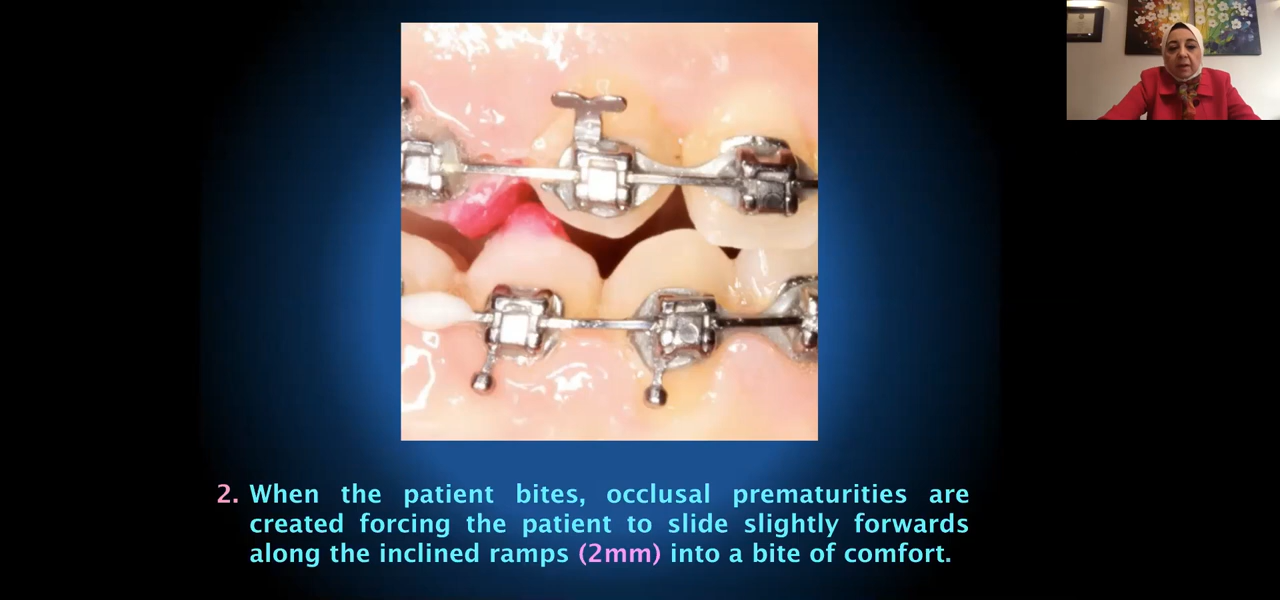 2. When the patient bites, occlusal prematurities are
created forcing the patient to slide slightly forwards
along the inclined ramps (2mm) into a bite of comfort.